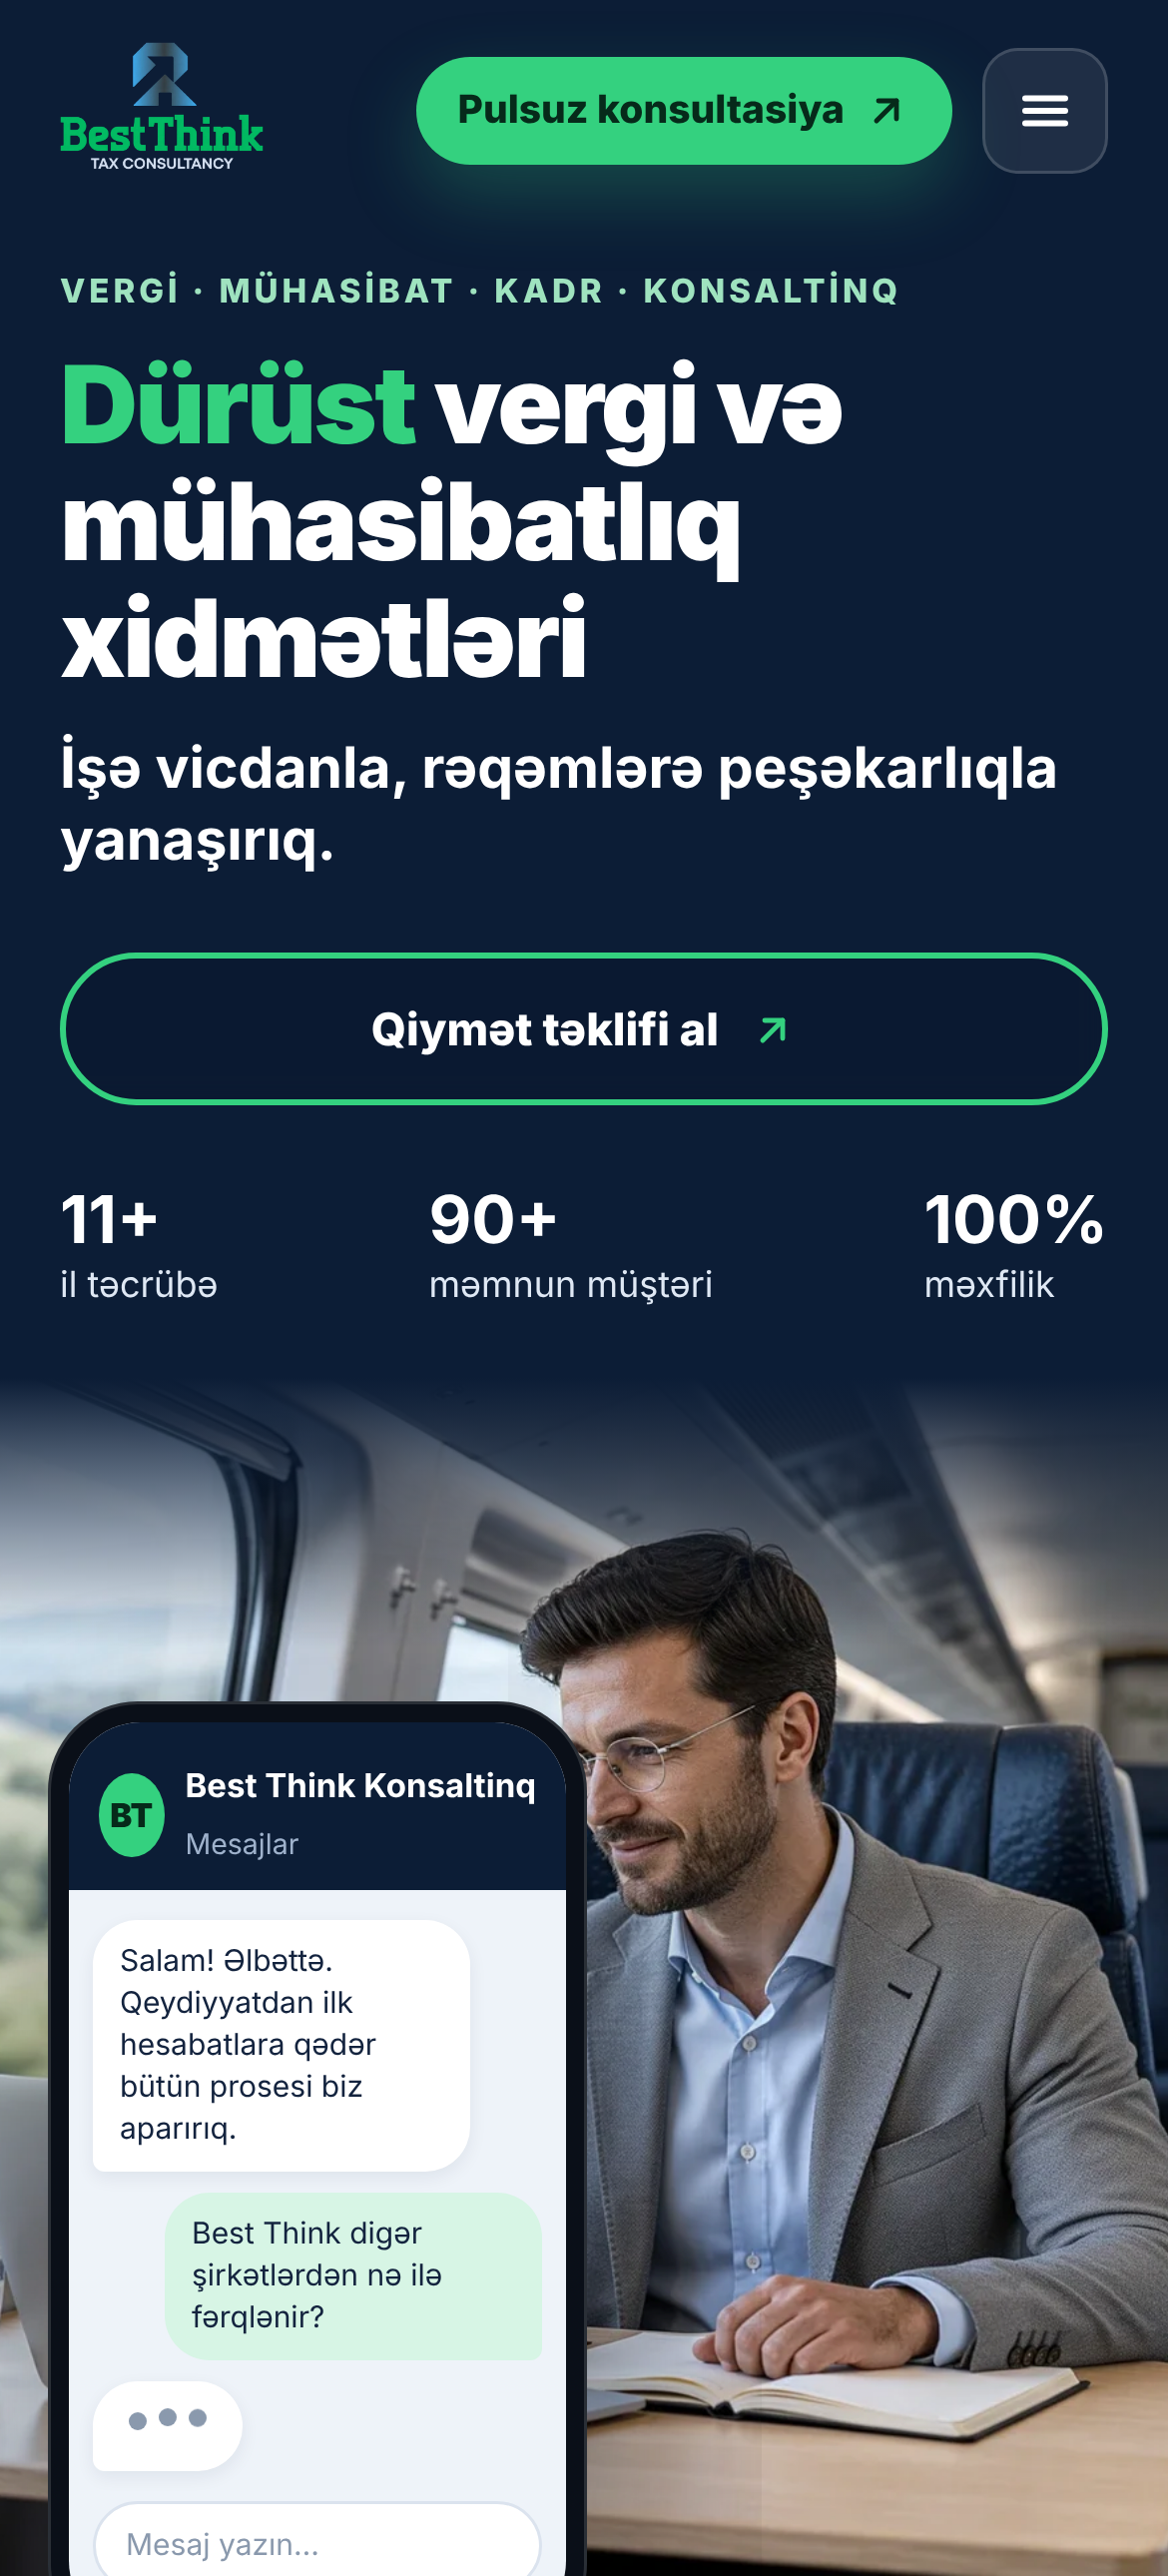 BestThink
TAX CONSULTANCY
Pulsuz konsultasiya
VERGİ · MÜHASİBAT · KADR · KONSALTİNQ
Dürüst vergi və
mühasibatlıq
xidmətləri
İşə vicdanla, rəqəmlərə peşəkarlıqla
yanaşırıq.
Qiymət təklifi al
11+
il təcrübə
90+
məmnun müştəri
100%
məxfilik
BT
Best Think Konsaltinq
Mesajlar
Salam! Əlbəttə.
Qeydiyyatdan ilk
hesabatlara qədər
bütün prosesi biz
aparırıq.
Best Think digər
şirkətlərdən nə ilə
fərqlənir?
Mesaj yazın...